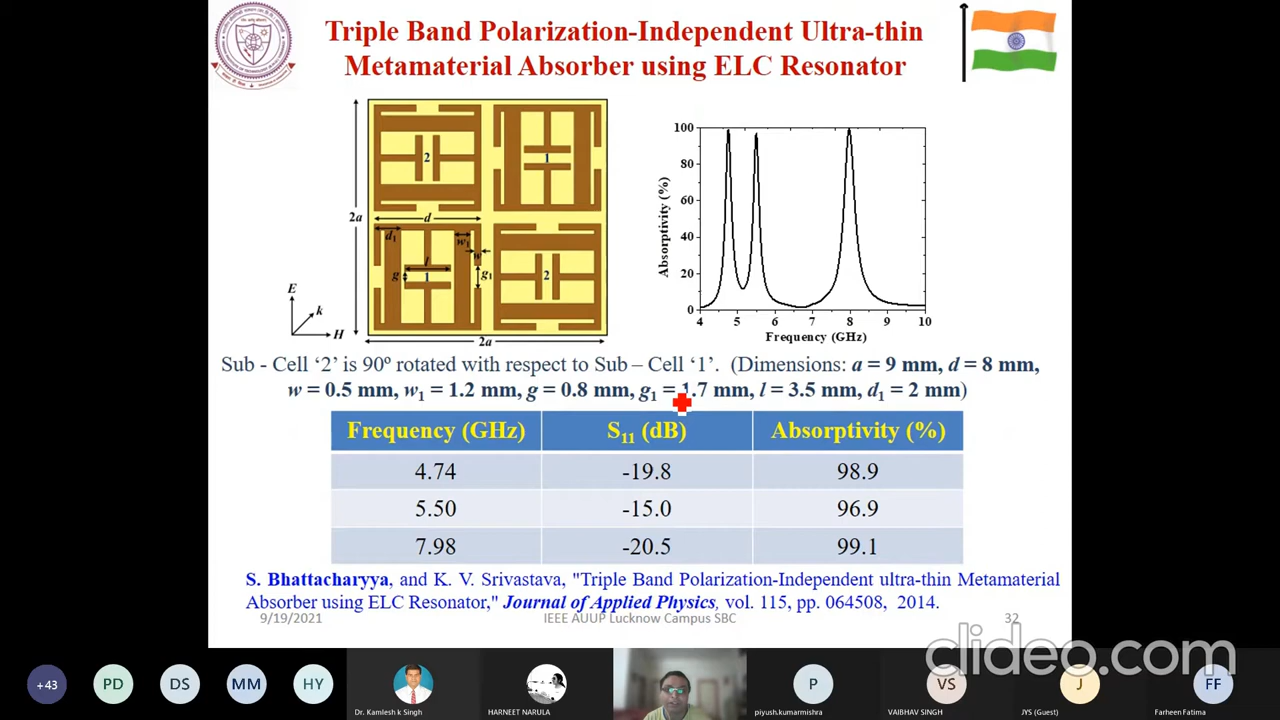 Triple Band Polarization-Independent Ultra-thin
Metamaterial Absorber using ELC Resonator
2
1
2a
d
d₁
w₁
w
l
g
1
g₁
2
2a
E
k
H
100
80
60
40
20
0
Absorptivity (%)
4 5 6 7 8 9 10
Frequency (GHz)
Sub - Cell ‘2’ is 90º rotated with respect to Sub – Cell ‘1’. (Dimensions: a = 9 mm, d = 8 mm,
w = 0.5 mm, w₁ = 1.2 mm, g = 0.8 mm, g₁ = 1.7 mm, l = 3.5 mm, d₁ = 2 mm)
Frequency (GHz) S₁₁ (dB) Absorptivity (%)
4.74 -19.8 98.9
5.50 -15.0 96.9
7.98 -20.5 99.1
S. Bhattacharyya, and K. V. Srivastava, "Triple Band Polarization-Independent ultra-thin Metamaterial
Absorber using ELC Resonator," Journal of Applied Physics, vol. 115, pp. 064508, 2014.
9/19/2021 IEEE AUUP Lucknow Campus SBC 32
clideo.com
+43 PD DS MM HY P VS J FF
Dr. Kamlesh k Singh HARNEET NARULA piyush.kumarmishra VAIBHAV SINGH JYS (Guest) Farheen Fatima